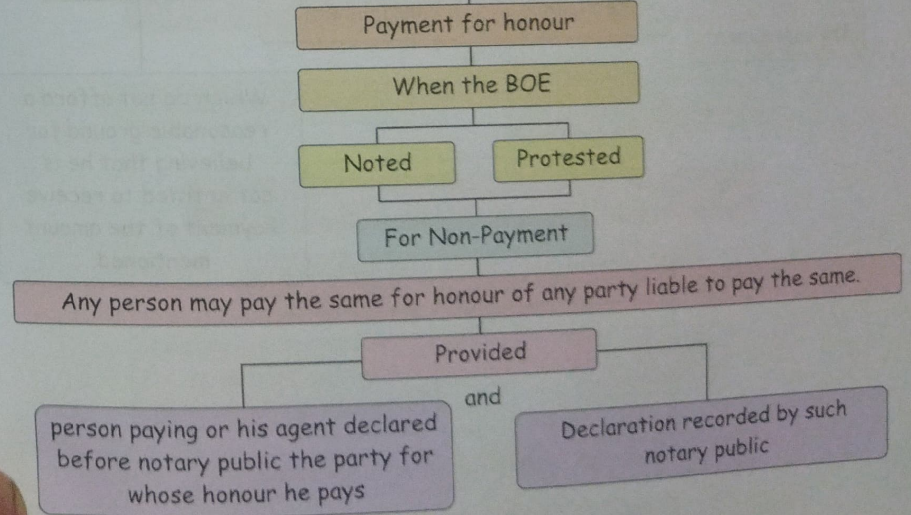 Payment for honour
When the BOE
Noted
Protested
For Non-Payment
Any person may pay the same for honour of any party liable to pay the same.
Provided
and
person paying or his agent declared
before notary public the party for
whose honour he pays
Declaration recorded by such
notary public